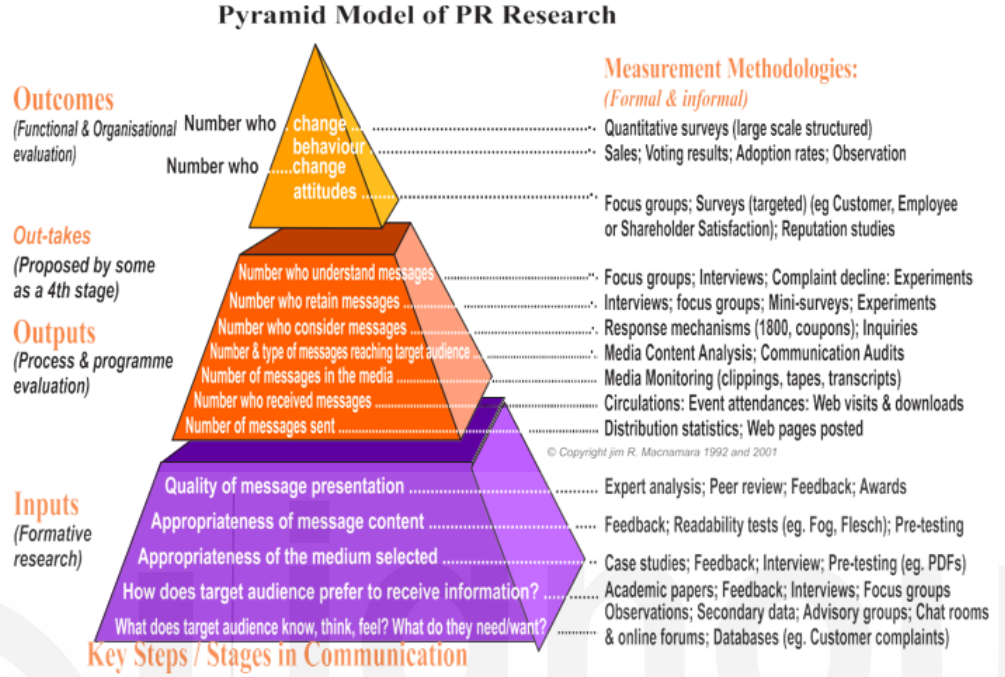 Pyramid Model of PR Research
Outcomes
(Functional & Organisational
evaluation)
Number who . change ...
behaviour .
Number who ......change
attitudes ........
Out-takes
(Proposed by some
as a 4th stage)
Outputs
(Process & programme
evaluation)
Number who understand messages
Number who retain messages
Number who consider messages
Number & type of messages reaching target audience
Number of messages in the media
Number who received messages
Number of messages sent
Inputs
(Formative
research)
Quality of message presentation
Appropriateness of message content
Appropriateness of the medium selected
How does target audience prefer to receive information?
What does target audience know, think, feel? What do they need/want?
Key Steps / Stages in Communication
Measurement Methodologies:
(Formal & informal)
Quantitative surveys (large scale structured)
Sales; Voting results; Adoption rates; Observation
Focus groups; Surveys (targeted) (eg Customer, Employee
or Shareholder Satisfaction); Reputation studies
Focus groups; Interviews; Complaint decline: Experiments
Interviews; focus groups; Mini-surveys; Experiments
Response mechanisms (1800, coupons); Inquiries
Media Content Analysis; Communication Audits
Media Monitoring (clippings, tapes, transcripts)
Circulations: Event attendances: Web visits & downloads
Distribution statistics; Web pages posted
© Copyright jim R. Macnamara 1992 and 2001
Expert analysis; Peer review; Feedback; Awards
Feedback; Readability tests (eg. Fog, Flesch); Pre-testing
Case studies; Feedback; Interview; Pre-testing (eg. PDFs)
Academic papers; Feedback; Interviews; Focus groups
Observations; Secondary data; Advisory groups; Chat rooms
& online forums; Databases (eg. Customer complaints)